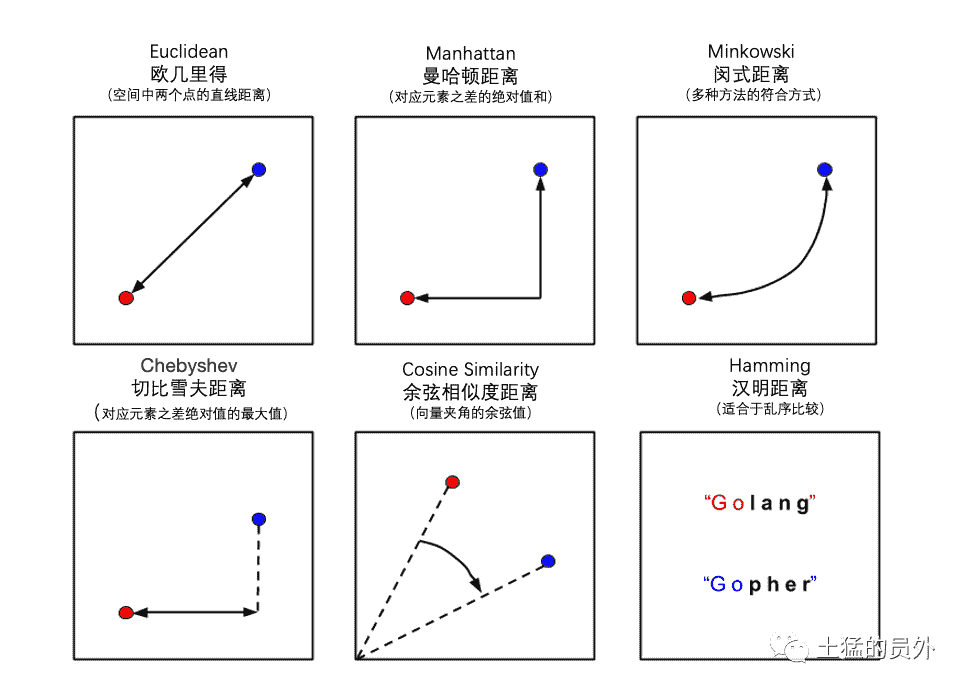 Euclidean
欧几里得
(空间中两个点的直线距离)
Manhattan
曼哈顿距离
(对应元素之差的绝对值和)
Minkowski
闵式距离
(多种方法的符合方式)
Chebyshev
切比雪夫距离
(对应元素之差绝对值的最大值)
Cosine Similarity
余弦相似度距离
(向量夹角的余弦值)
Hamming
汉明距离
(适合于乱序比较)
“Golang”
“Gopher”
土猛的员外